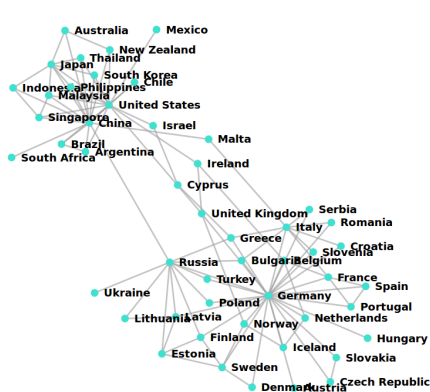 Australia
Mexico
New Zealand
Thailand
Japan
South Korea
Chile
Indonesia
Philippines
Malaysia
United States
Singapore
China
Israel
Malta
Brazil
Argentina
South Africa
Ireland
Cyprus
Serbia
United Kingdom
Romania
Italy
Greece
Croatia
Slovenia
Bulgaria
Belgium
Russia
Turkey
France
Spain
Ukraine
Germany
Poland
Portugal
Lithuania
Latvia
Netherlands
Norway
Finland
Hungary
Iceland
Estonia
Slovakia
Sweden
Czech Republic
Denmark
Austria